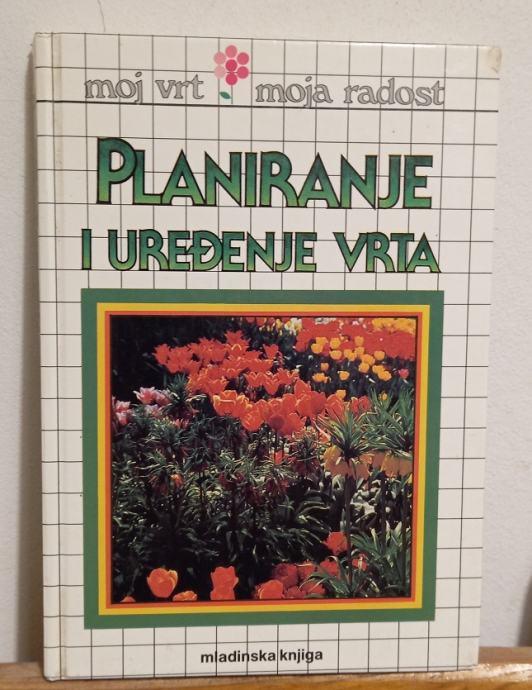 moj vrt moja radost
PLANIRANJE
I UREĐENJE VRTA
mladinska knjiga